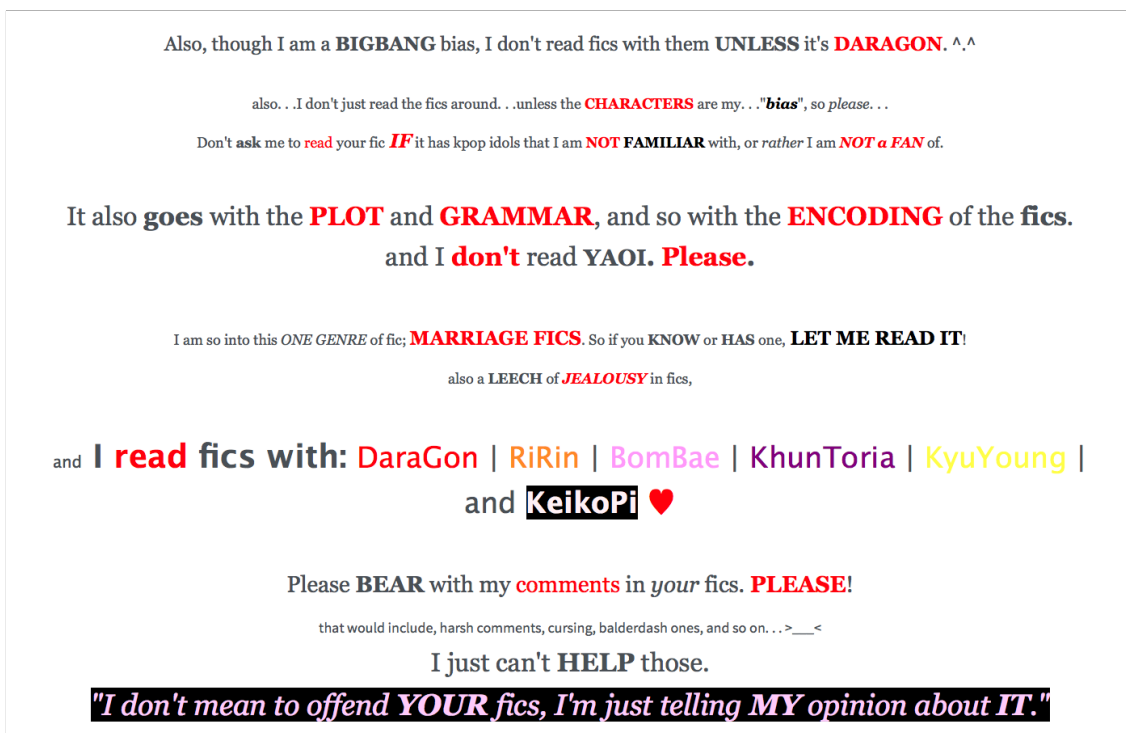 Also, though I am a BIGBANG bias, I don't read fics with them UNLESS it's DARAGON. ^.^
also. . .I don't just read the fics around. . .unless the CHARACTERS are my. . ."bias", so please. . .
Don't ask me to read your fic IF it has kpop idols that I am NOT FAMILIAR with, or rather I am NOT a FAN of.
It also goes with the PLOT and GRAMMAR, and so with the ENCODING of the fics.
and I don't read YAOI. Please.
I am so into this ONE GENRE of fic; MARRIAGE FICS. So if you KNOW or HAS one, LET ME READ IT!
also a LEECH of JEALOUSY in fics,
and I read fics with: DaraGon | RiRin | BomBae | KhunToria | KyuYoung |
and KeikoPi ♥
Please BEAR with my comments in your fics. PLEASE!
that would include, harsh comments, cursing, balderdash ones, and so on. . . >___<
I just can't HELP those.
"I don't mean to offend YOUR fics, I'm just telling MY opinion about IT."